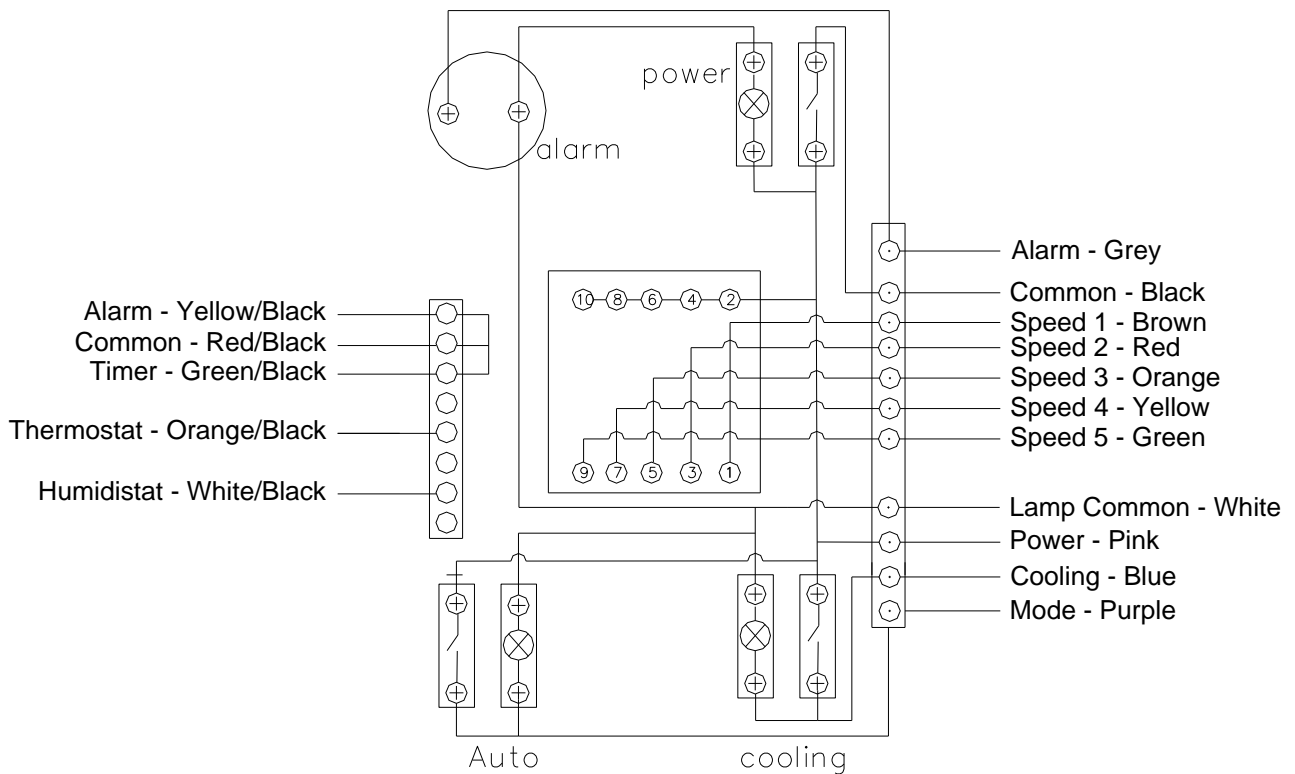 power
alarm
Alarm - Grey
Common - Black
Speed 1 - Brown
Speed 2 - Red
Speed 3 - Orange
Speed 4 - Yellow
Speed 5 - Green
Lamp Common - White
Power - Pink
Cooling - Blue
Mode - Purple
Alarm - Yellow/Black
Common - Red/Black
Timer - Green/Black
Thermostat - Orange/Black
Humidistat - White/Black
10 8 6 4 2
9 7 5 3 1
Auto
cooling